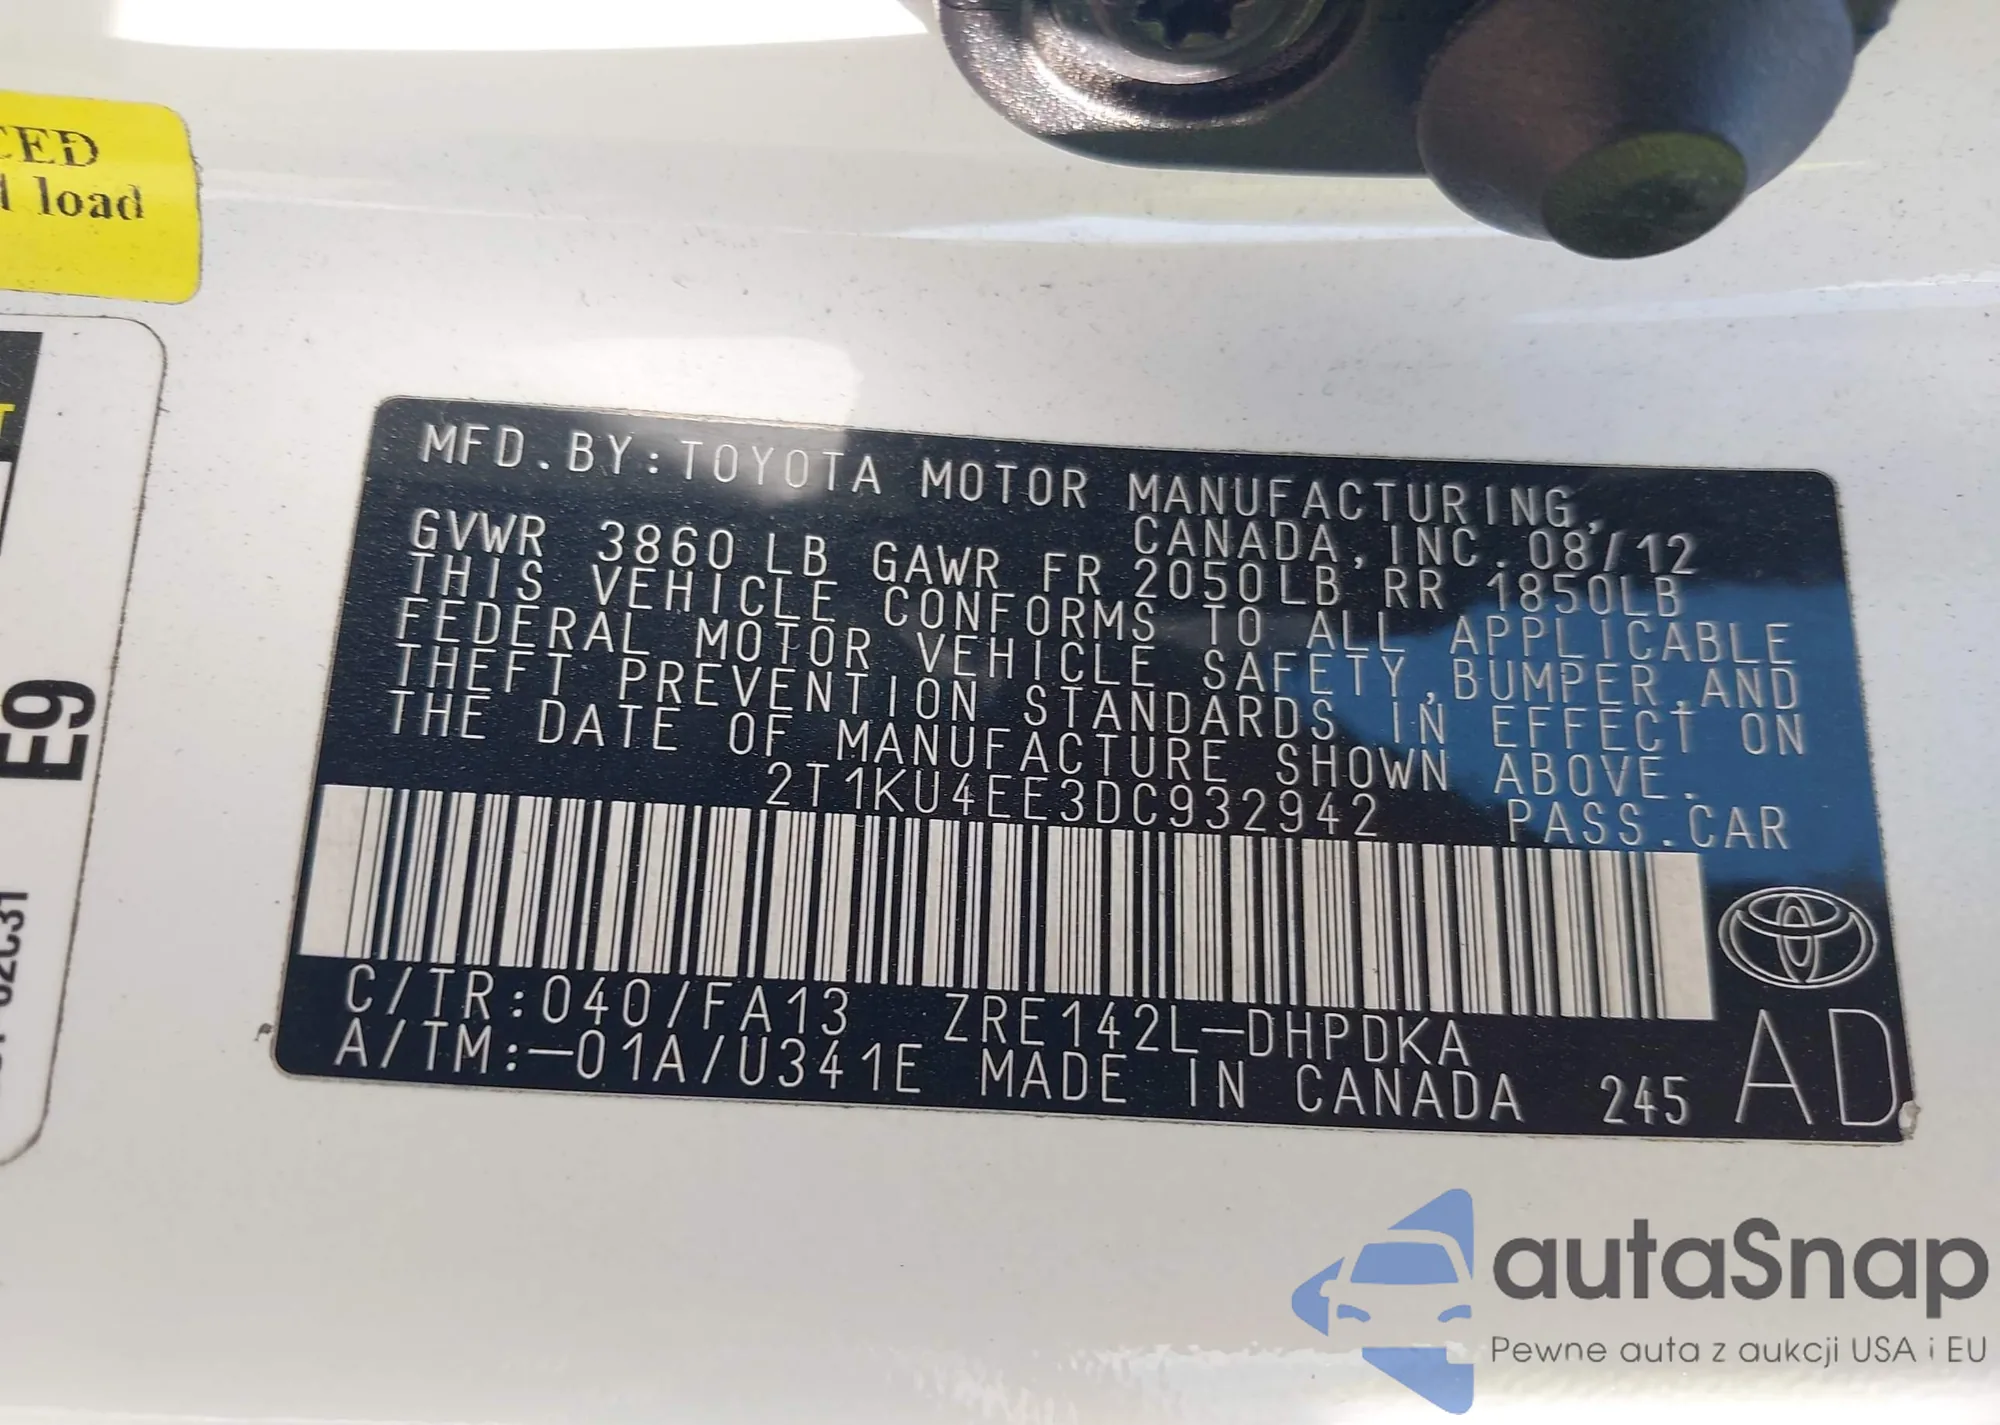 CED
load
E9
MFD.BY:TOYOTA MOTOR MANUFACTURING,
CANADA,INC.08/12
GVWR 3860LB GAWR FR 2050LB RR 1850LB
THIS VEHICLE CONFORMS TO ALL APPLICABLE
FEDERAL MOTOR VEHICLE SAFETY,BUMPER,AND
THEFT PREVENTION STANDARDS IN EFFECT ON
THE DATE OF MANUFACTURE SHOWN ABOVE.
2T1KU4EE3DC932942 PASS.CAR
C/TR:040/FA13 ZRE142L-DHPDKA
A/TM:-01A/U341E MADE IN CANADA 245 AD
autaSnap
Pewne auta z aukcji USA i EU